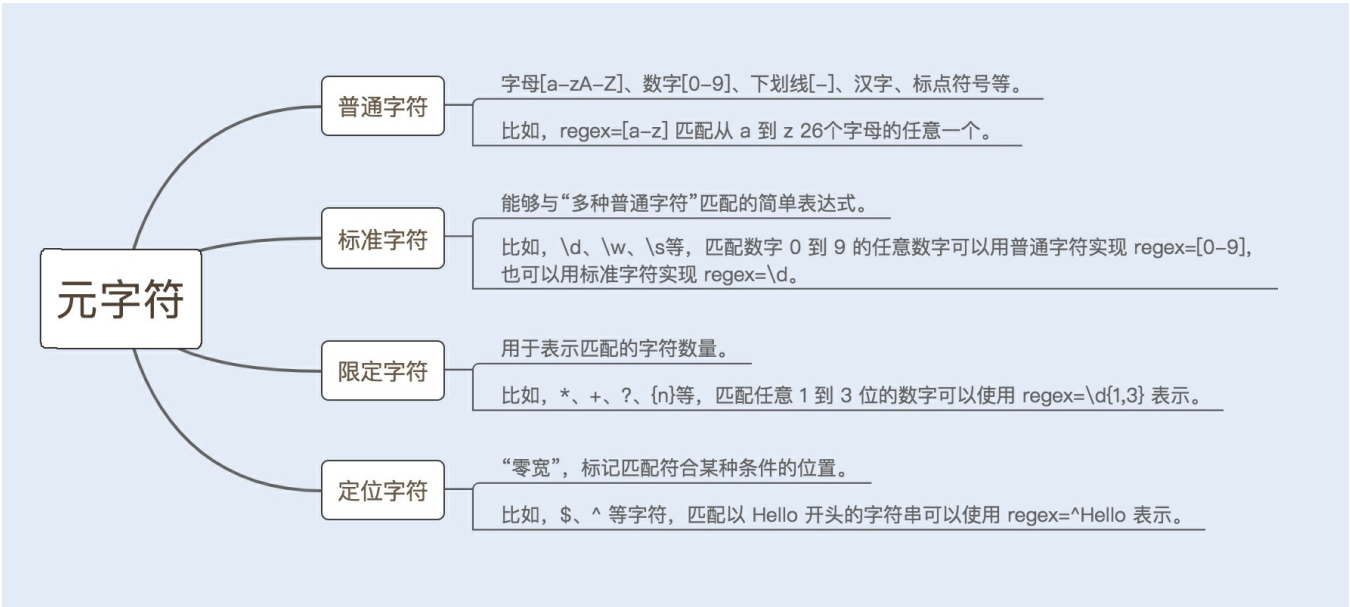 元字符
普通字符
字母[a-zA-Z]、数字[0-9]、下划线[-]、汉字、标点符号等。
比如，regex=[a-z] 匹配从 a 到 z 26个字母的任意一个。
标准字符
能够与“多种普通字符”匹配的简单表达式。
比如，\d、\w、\s等，匹配数字 0 到 9 的任意数字可以用普通字符实现 regex=[0-9]，
也可以用标准字符实现 regex=\d。
限定字符
用于表示匹配的字符数量。
比如，*、+、?、{n}等，匹配任意 1 到 3 位的数字可以使用 regex=\d{1,3} 表示。
定位字符
“零宽”，标记匹配符合某种条件的位置。
比如，$、^ 等字符，匹配以 Hello 开头的字符串可以使用 regex=^Hello 表示。